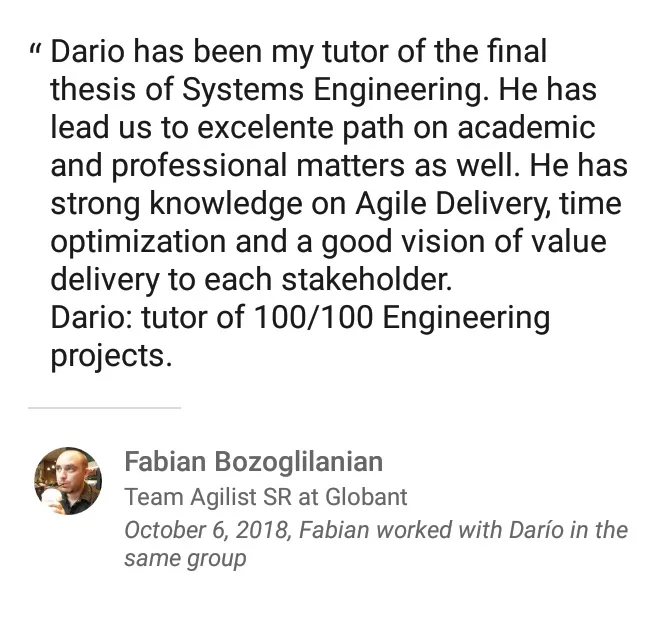 “ Dario has been my tutor of the final
thesis of Systems Engineering. He has
lead us to excelente path on academic
and professional matters as well. He has
strong knowledge on Agile Delivery, time
optimization and a good vision of value
delivery to each stakeholder.
Dario: tutor of 100/100 Engineering
projects.
Fabian Bozoglilanian
Team Agilist SR at Globant
October 6, 2018, Fabian worked with Darío in the
same group